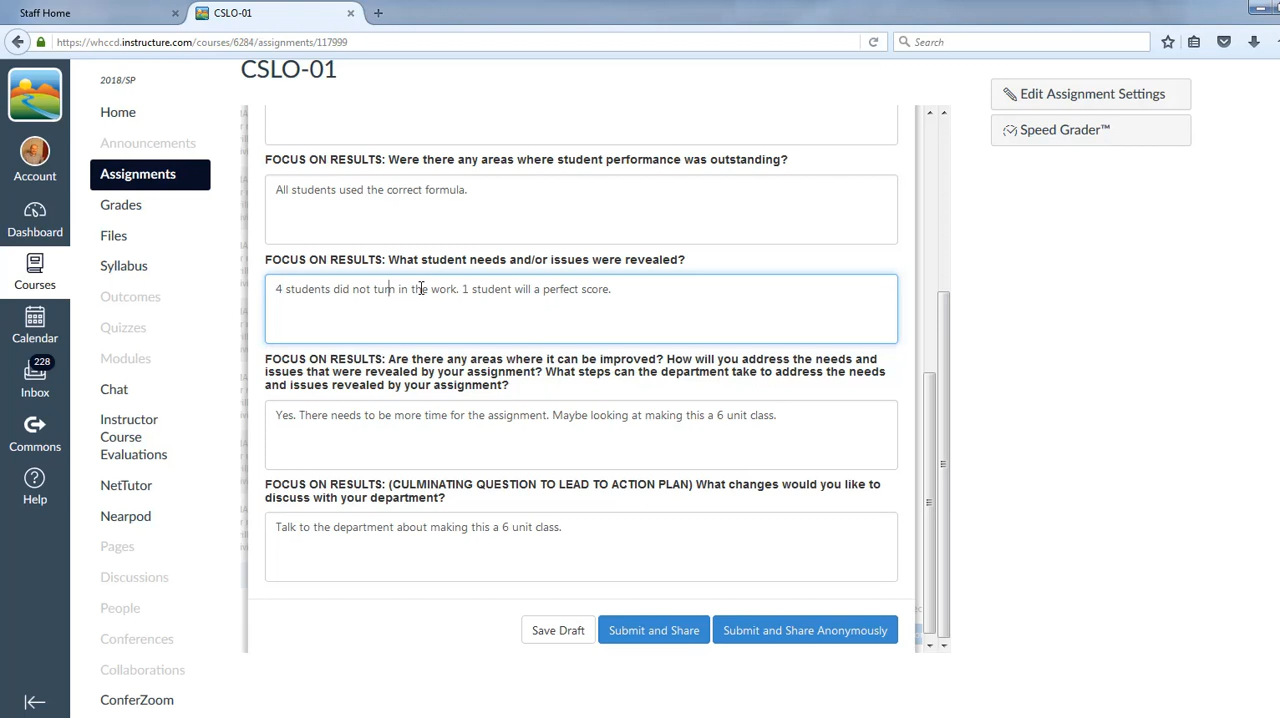 Staff Home
CSLO-01
https://whccd.instructure.com/courses/6284/assignments/117999
Search
Account
Dashboard
Courses
Calendar
228
Inbox
Commons
Help
2018/SP
Home
Announcements
Assignments
Grades
Files
Syllabus
Outcomes
Quizzes
Modules
Chat
Instructor
Course
Evaluations
NetTutor
Nearpod
Pages
Discussions
People
Conferences
Collaborations
ConferZoom
CSLO-01
FOCUS ON RESULTS: Were there any areas where student performance was outstanding?
All students used the correct formula.
FOCUS ON RESULTS: What student needs and/or issues were revealed?
4 students did not turn in the work. 1 student will a perfect score.
FOCUS ON RESULTS: Are there any areas where it can be improved? How will you address the needs and
issues that were revealed by your assignment? What steps can the department take to address the needs
and issues revealed by your assignment?
Yes. There needs to be more time for the assignment. Maybe looking at making this a 6 unit class.
FOCUS ON RESULTS: (CULMINATING QUESTION TO LEAD TO ACTION PLAN) What changes would you like to
discuss with your department?
Talk to the department about making this a 6 unit class.
Save Draft
Submit and Share
Submit and Share Anonymously
Edit Assignment Settings
Speed Grader™